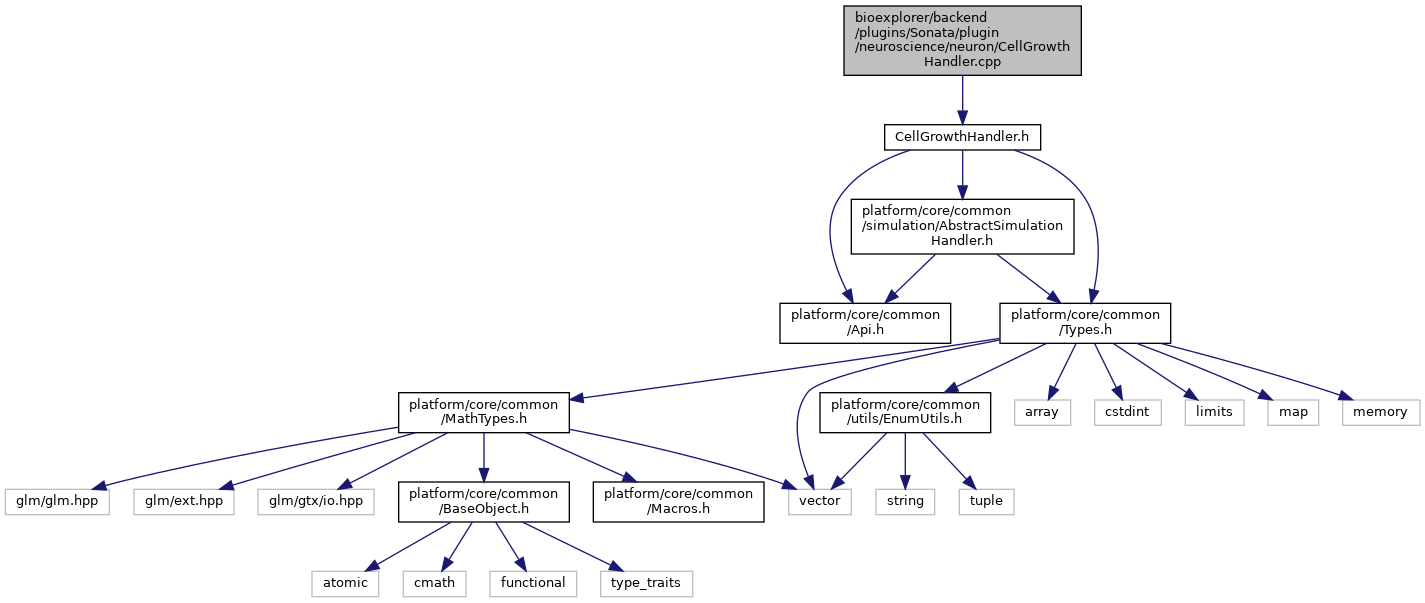 bioexplorer/backend
/plugins/Sonata/plugin
/neuroscience/neuron/CellGrowth
Handler.cpp
CellGrowthHandler.h
platform/core/common
/simulation/AbstractSimulation
Handler.h
platform/core/common
/Api.h
platform/core/common
/Types.h
platform/core/common
/MathTypes.h
platform/core/common
/utils/EnumUtils.h
array
cstdint
limits
map
memory
glm/glm.hpp
glm/ext.hpp
glm/gtx/io.hpp
platform/core/common
/BaseObject.h
platform/core/common
/Macros.h
vector
string
tuple
atomic
cmath
functional
type_traits